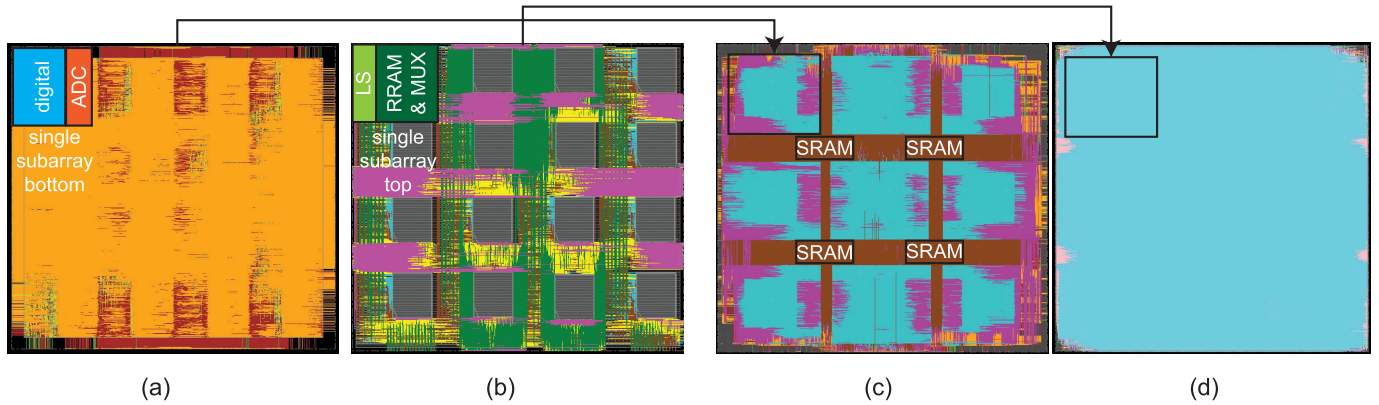 digital
ADC
single
subarray
bottom
LS
RRAM
& MUX
single
subarray
top
SRAM
SRAM
SRAM
SRAM
(a)
(b)
(c)
(d)